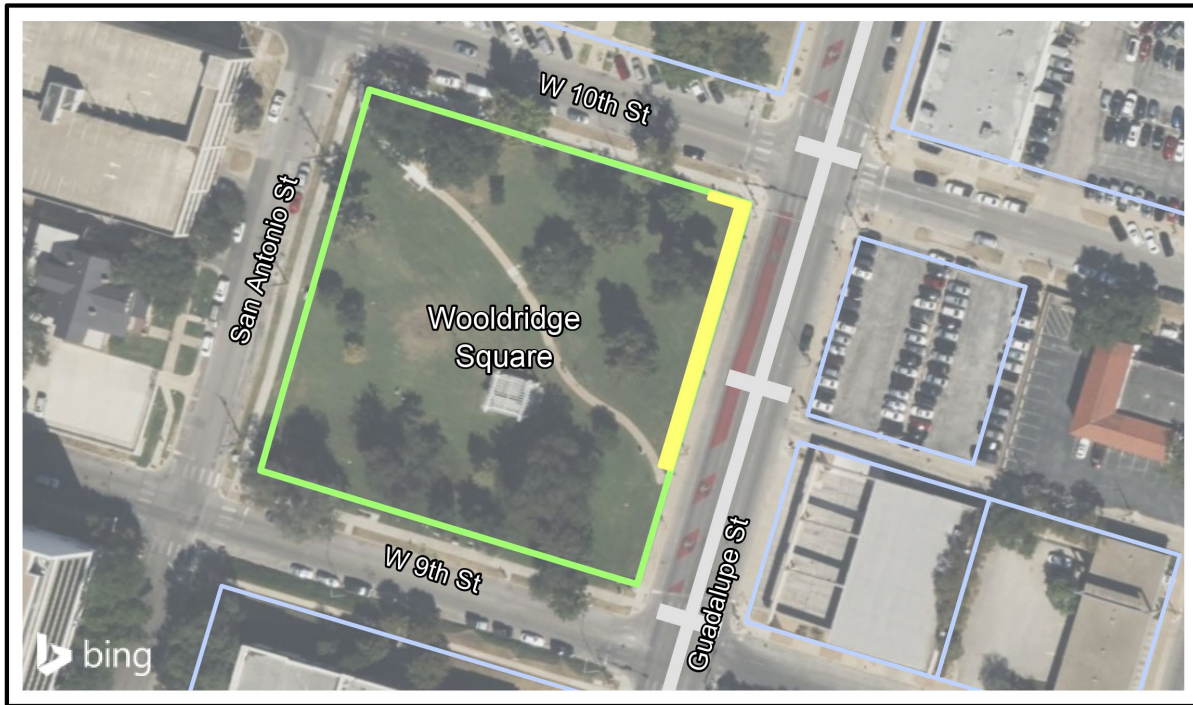 W 10th St
San Antonio St
Wooldridge
Square
W 9th St
Guadalupe St
bing